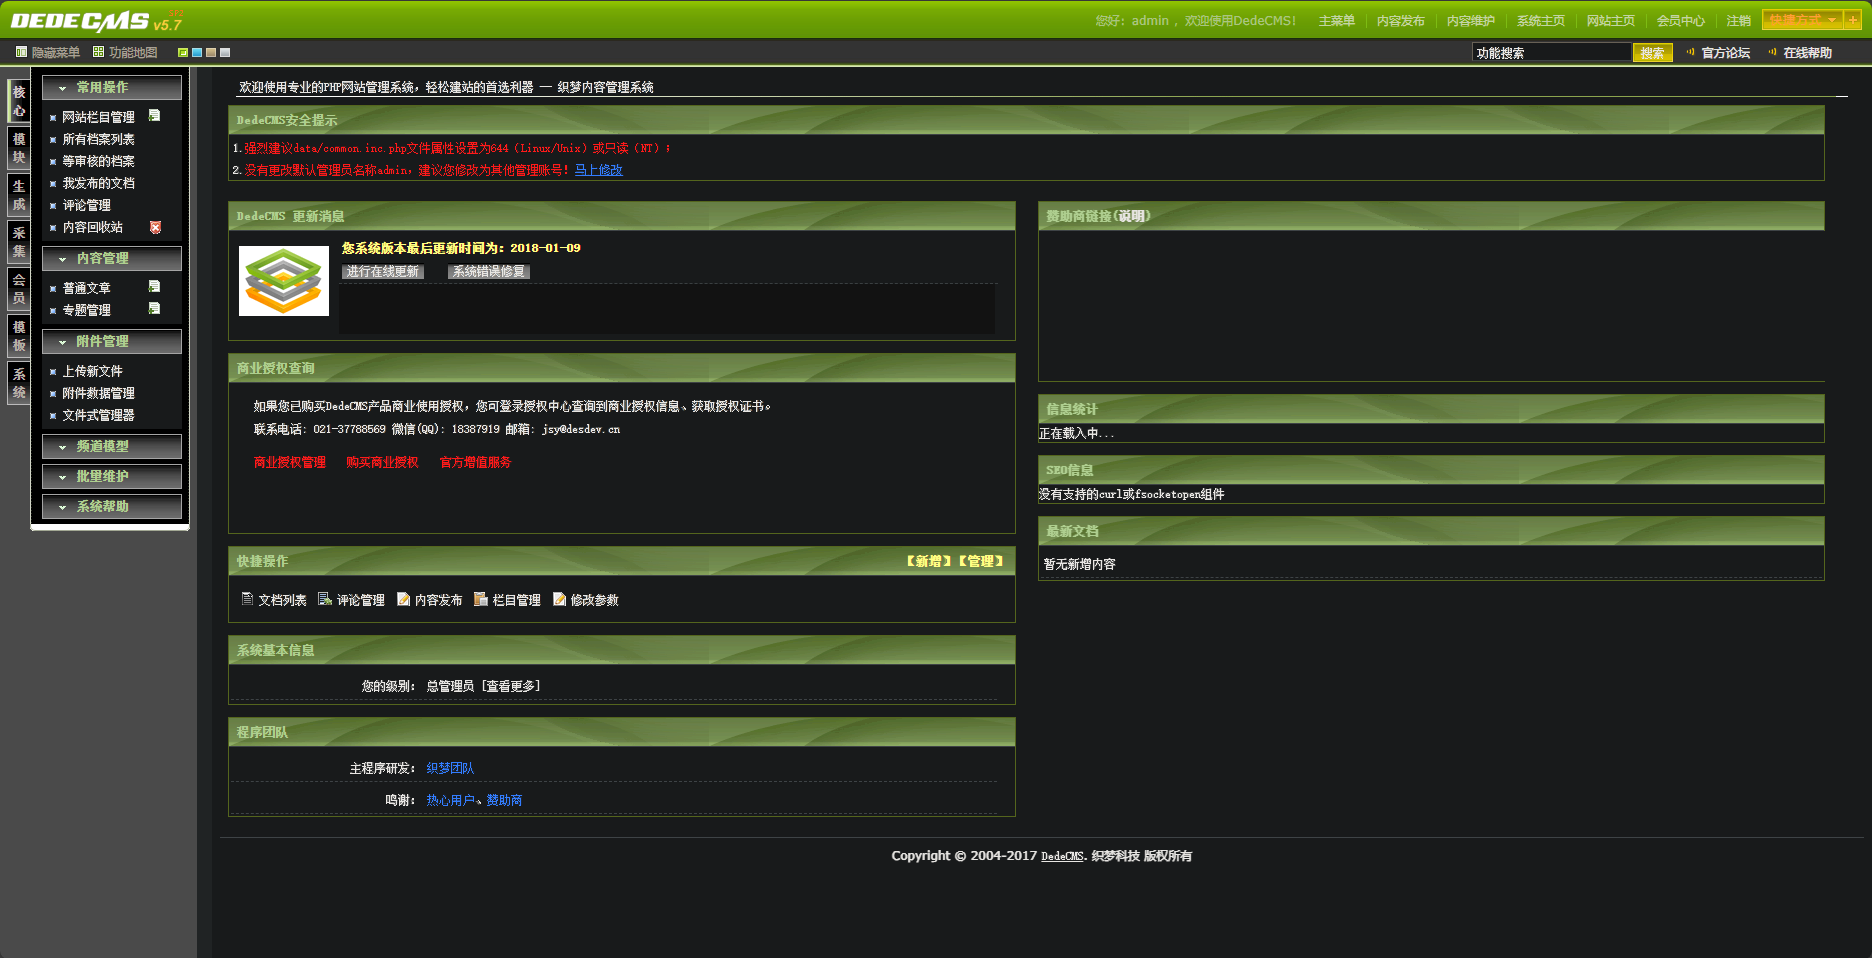 DEDECMS v5.7 SP2
您好：admin ，欢迎使用DedeCMS！ 主菜单 内容发布 内容维护 系统主页 网站主页 会员中心 注销 快捷方式 +
隐藏菜单 功能地图
功能搜索 搜索 官方论坛 在线帮助
核心
模块
生成
采集
会员
模板
系统
常用操作
网站栏目管理
所有档案列表
等审核的档案
我发布的文档
评论管理
内容回收站
内容管理
普通文章
专题管理
附件管理
上传新文件
附件数据管理
文件式管理器
频道模型
批量维护
系统帮助
欢迎使用专业的PHP网站管理系统，轻松建站的首选利器 — 织梦内容管理系统
DedeCMS安全提示
1.强烈建议data/common.inc.php文件属性设置为644（Linux/Unix）或只读（NT）；
2.没有更改默认管理员名称admin，建议您修改为其他管理账号！马上修改
DedeCMS 更新消息
您系统版本最后更新时间为：2018-01-09
进行在线更新 系统错误修复
商业授权查询
如果您已购买DedeCMS产品商业使用授权，您可登录授权中心查询到商业授权信息、获取授权证书。
联系电话: 021-37788569 微信(QQ): 18387919 邮箱: jsy@desdev.cn
商业授权管理 购买商业授权 官方增值服务
快捷操作 【新增】【管理】
文档列表 评论管理 内容发布 栏目管理 修改参数
系统基本信息
您的级别： 总管理员 [查看更多]
程序团队
主程序研发： 织梦团队
鸣谢： 热心用户、赞助商
赞助商链接(说明)
信息统计
正在载入中...
SEO信息
没有支持的curl或fsocketopen组件
最新文档
暂无新增内容
Copyright © 2004-2017 DedeCMS. 织梦科技 版权所有